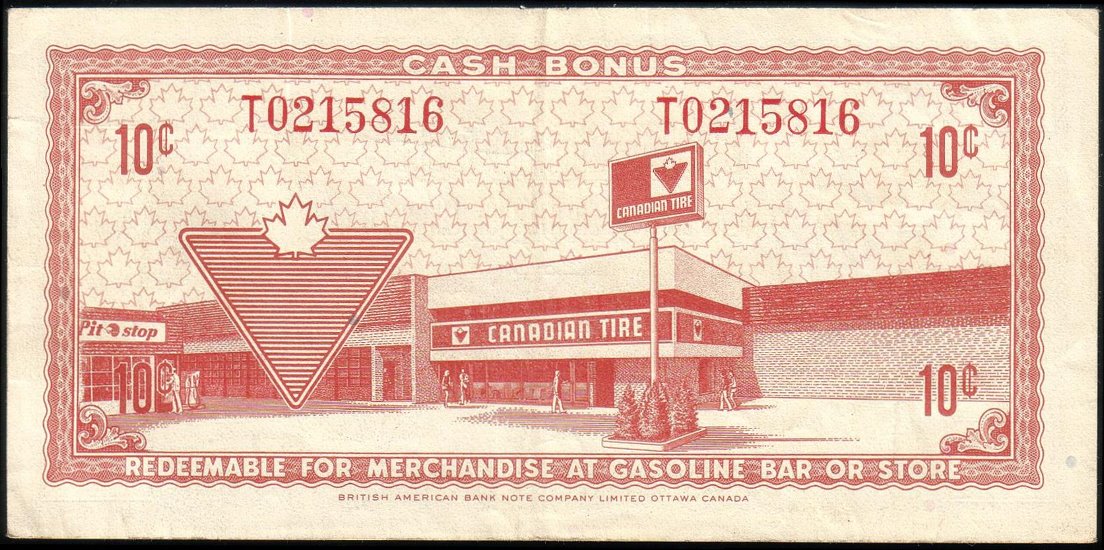 CASH BONUS
T0215816 T0215816
10¢ 10¢
CANADIAN TIRE
CANADIAN TIRE
Pit stop
10¢ 10¢
REDEEMABLE FOR MERCHANDISE AT GASOLINE BAR OR STORE
BRITISH AMERICAN BANK NOTE COMPANY LIMITED OTTAWA CANADA